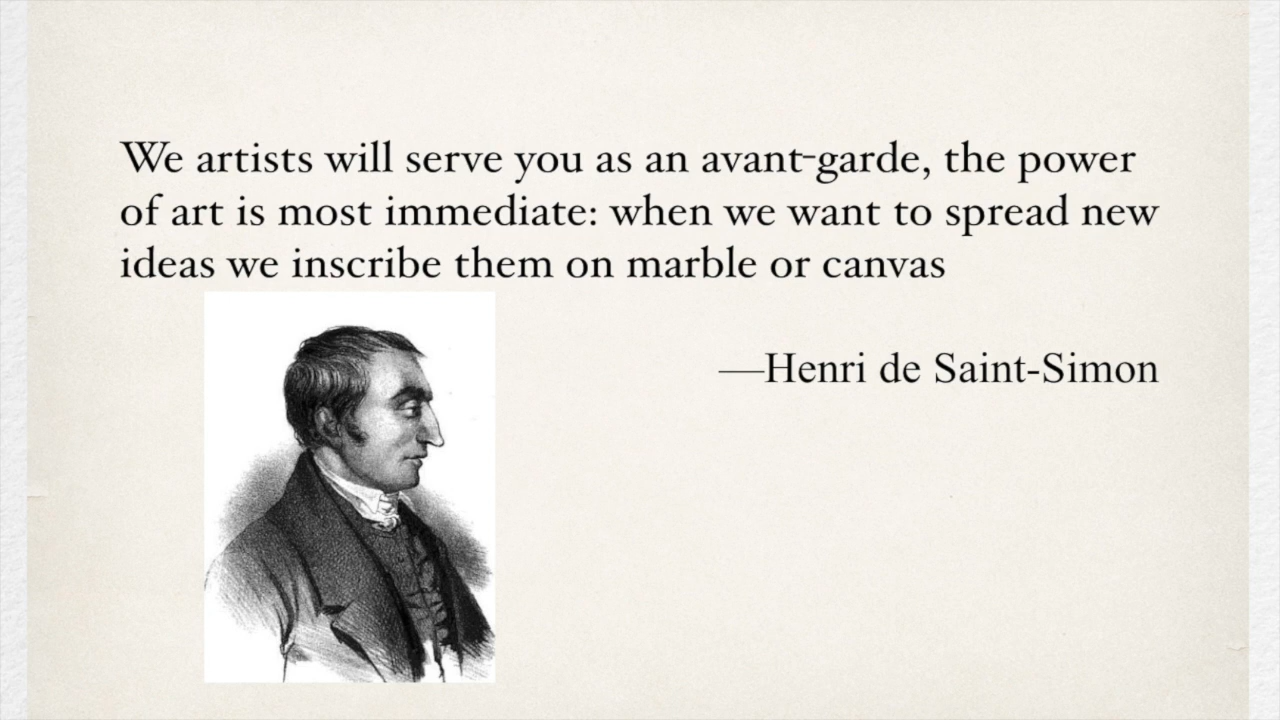 We artists will serve you as an avant-garde, the power
of art is most immediate: when we want to spread new
ideas we inscribe them on marble or canvas
—Henri de Saint-Simon